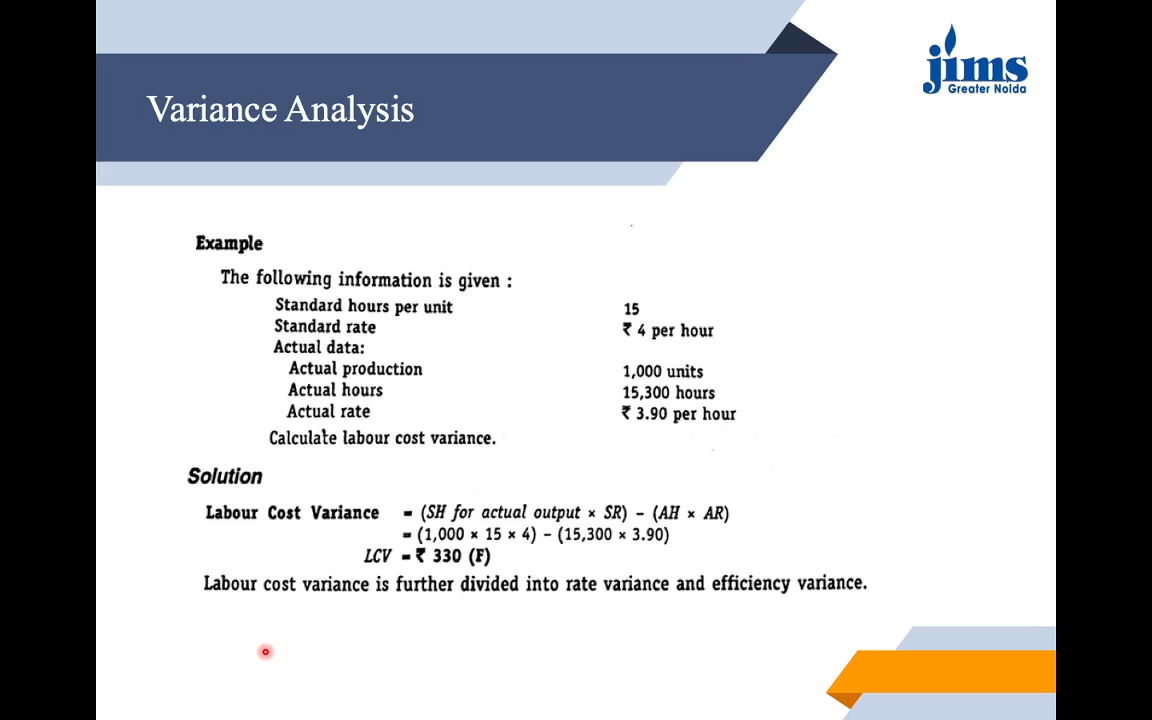 jims
Greater Noida
Variance Analysis
Example
The following information is given :
Standard hours per unit 15
Standard rate ₹ 4 per hour
Actual data:
Actual production 1,000 units
Actual hours 15,300 hours
Actual rate ₹ 3.90 per hour
Calculate labour cost variance.
Solution
Labour Cost Variance = (SH for actual output × SR) – (AH × AR)
= (1,000 × 15 × 4) – (15,300 × 3.90)
LCV = ₹ 330 (F)
Labour cost variance is further divided into rate variance and efficiency variance.